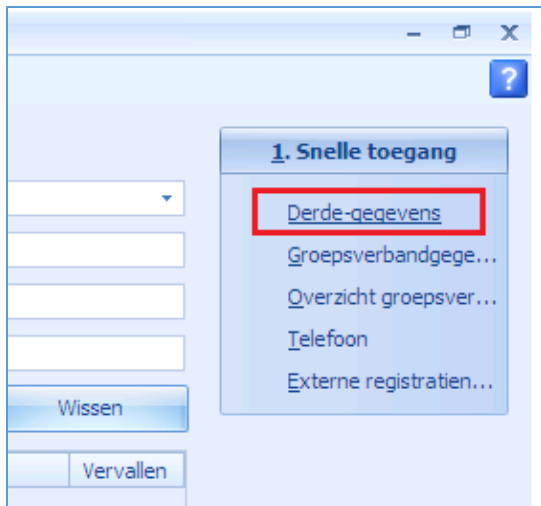 ?
1. Snelle toegang
Derde-gegevens
Groepsverbandgege...
Overzicht groepsver...
Telefoon
Externe registratien...
Wissen
Vervallen